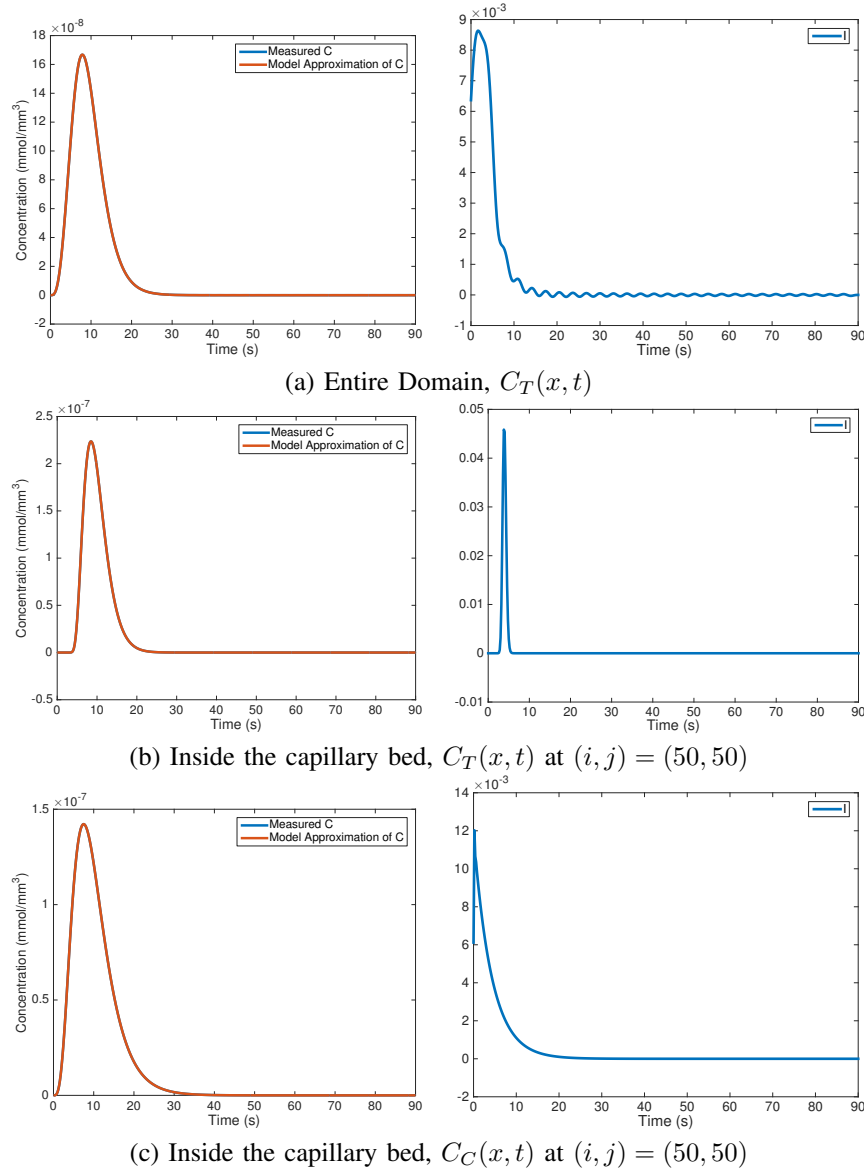 ×10⁻⁸
18
16
14
12
10
8
6
4
2
0
-2
Concentration (mmol/mm³)
Measured C
Model Approximation of C
0 10 20 30 40 50 60 70 80 90
Time (s)
×10⁻³
9
8
7
6
5
4
3
2
1
0
-1
I
0 10 20 30 40 50 60 70 80 90
Time (s)
(a) Entire Domain, C_T(x, t)
×10⁻⁷
2.5
2
1.5
1
0.5
0
-0.5
Concentration (mmol/mm³)
Measured C
Model Approximation of C
0 10 20 30 40 50 60 70 80 90
Time (s)
0.05
0.04
0.03
0.02
0.01
0
-0.01
I
0 10 20 30 40 50 60 70 80 90
Time (s)
(b) Inside the capillary bed, C_T(x, t) at (i, j) = (50, 50)
×10⁻⁷
1.5
1
0.5
0
Concentration (mmol/mm³)
Measured C
Model Approximation of C
0 10 20 30 40 50 60 70 80 90
Time (s)
×10⁻³
14
12
10
8
6
4
2
0
-2
I
0 10 20 30 40 50 60 70 80 90
Time (s)
(c) Inside the capillary bed, C_C(x, t) at (i, j) = (50, 50)